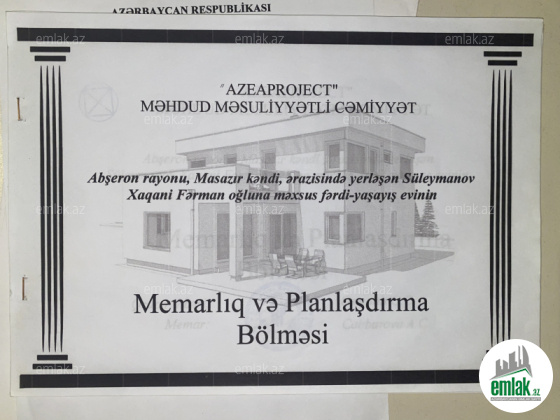 AZƏRBAYCAN RESPUBLİKASI
"AZEAPROJECT"
MƏHDUD MƏSULİYYƏTLİ CƏMİYYƏT
Abşeron rayonu, Masazır kəndi, ərazisində yerləşən Süleymanov
Xaqani Fərman oğluna məxsus fərdi-yaşayış evinin
Memarlıq və Planlaşdırma
Bölməsi
emlak.az